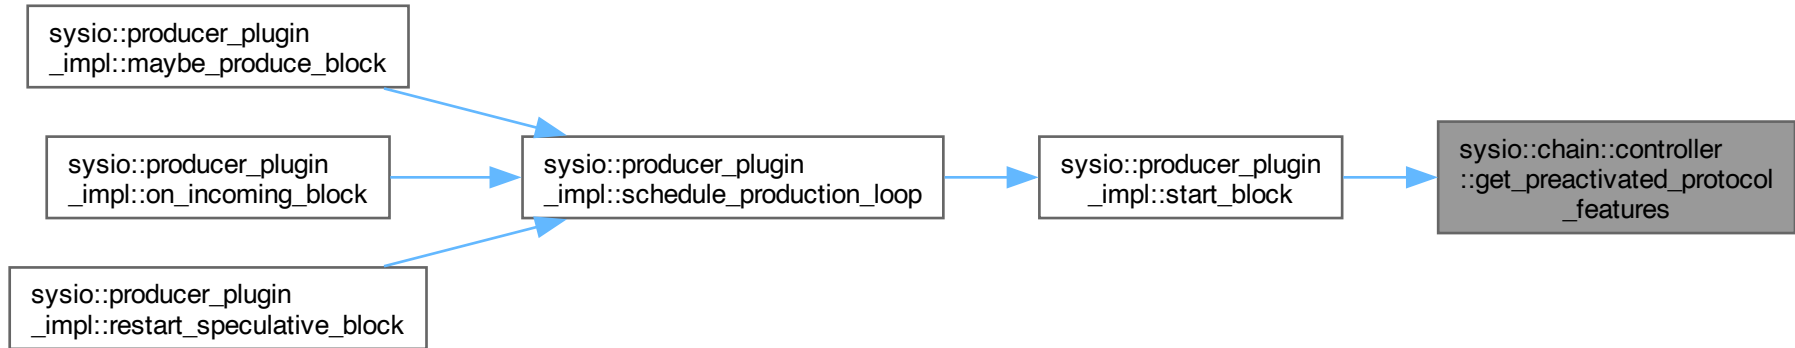 sysio::producer_plugin
_impl::maybe_produce_block
sysio::producer_plugin
_impl::on_incoming_block
sysio::producer_plugin
_impl::restart_speculative_block
sysio::producer_plugin
_impl::schedule_production_loop
sysio::producer_plugin
_impl::start_block
sysio::chain::controller
::get_preactivated_protocol
_features